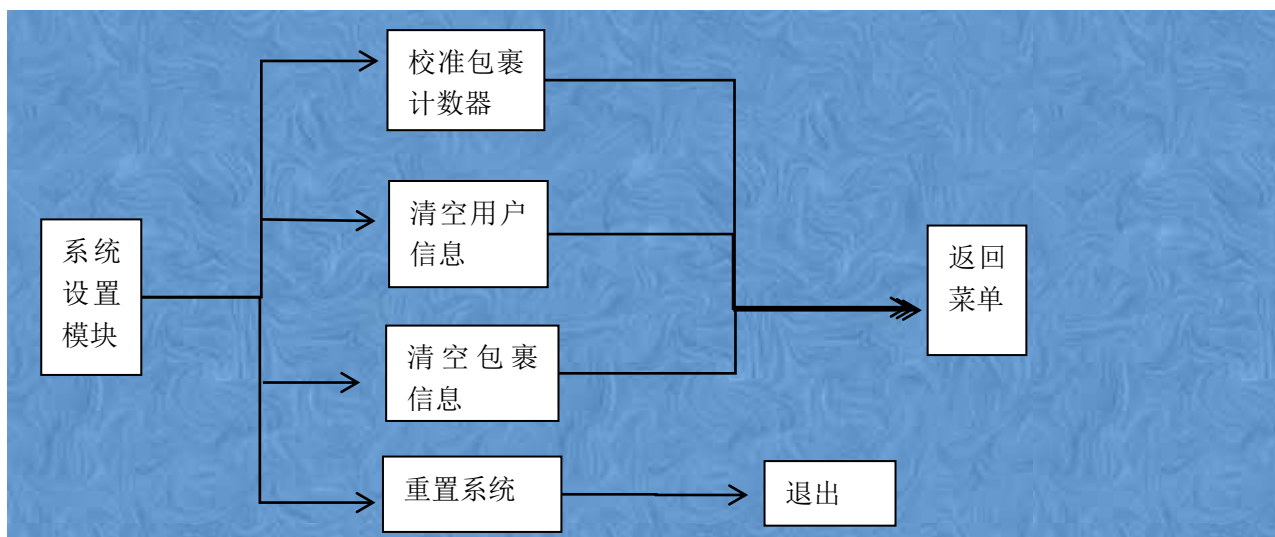 校准包裹
计数器
清空用户
信息
系统
设置
模块
返回
菜单
清空包裹
信息
重置系统
退出